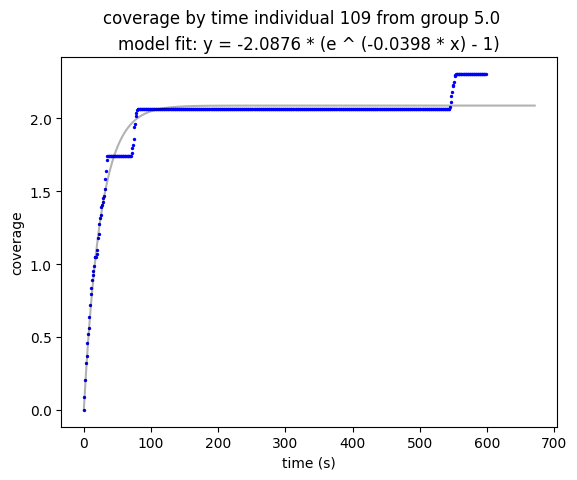 coverage by time individual 109 from group 5.0
model fit: y = -2.0876 * (e ^ (-0.0398 * x) - 1)
2.0
1.5
1.0
0.5
0.0
coverage
0 100 200 300 400 500 600 700
time (s)